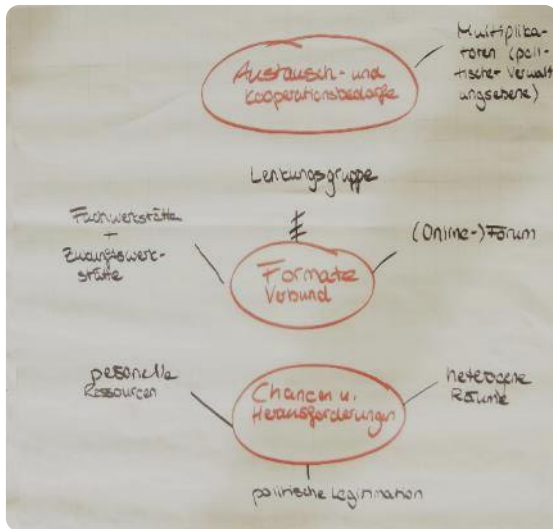 Multiplika-
toren (poli-
tischer Verwalt
ungsebene)
Austausch- und
Kooperationsbedarfe
Lenkungsgruppe
Fachwerkstätte
+
Zukunftswerk-
stätte
(Online-) Forum
Formate
Verbund
personelle
Ressourcen
heterogene
Räume
Chancen u.
Herausforderungen
politische Legitimation